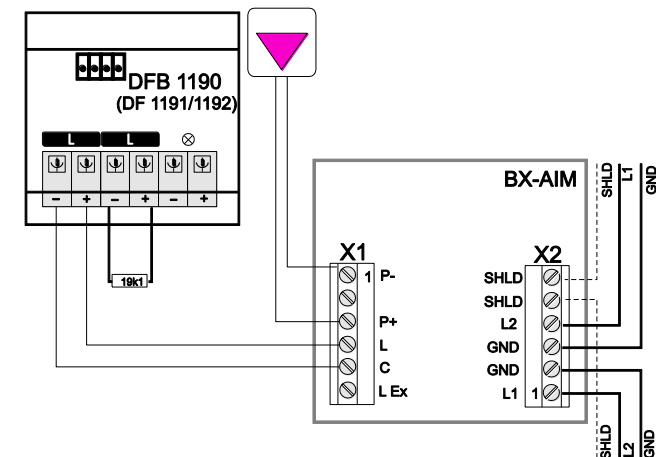 DFB 1190
(DF 1191/1192)
L L
− + − + − +
19k1
BX-AIM
SHLD
L1
GND
X1
X2
1 P-
P+
L
C
L Ex
SHLD
SHLD
L2
GND
GND
L1 1
SHLD
L2
GND